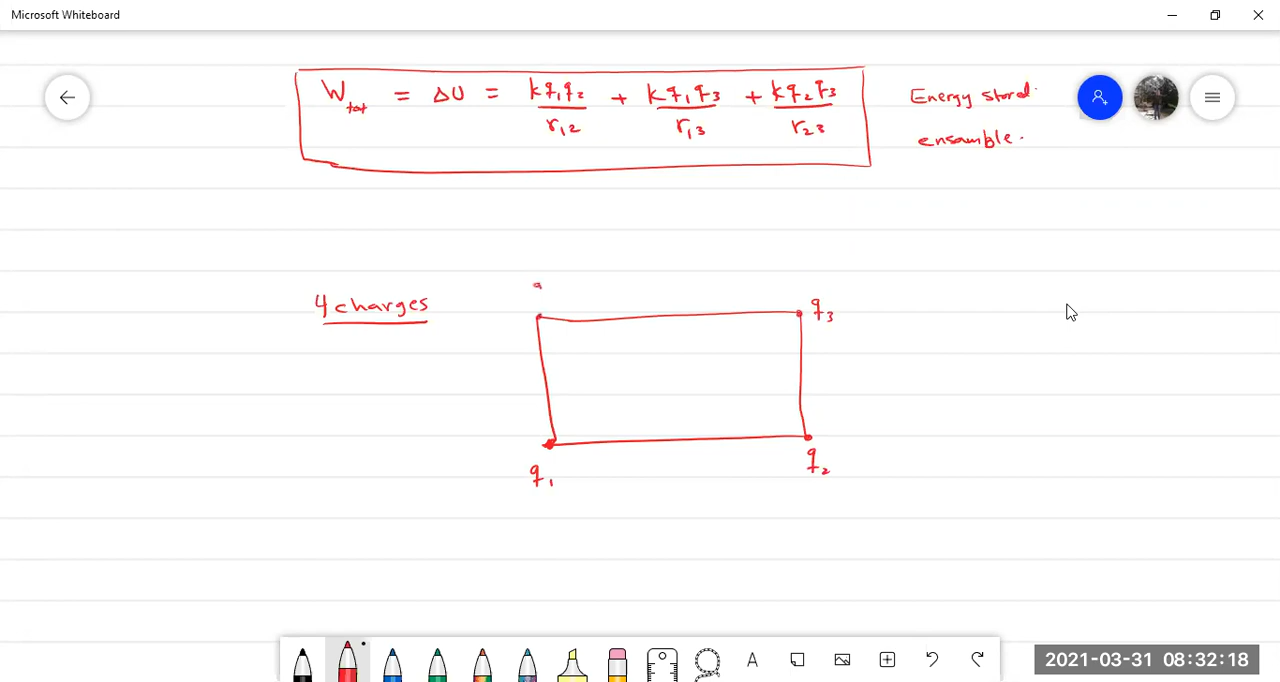 Microsoft Whiteboard
W_tot = ΔU = kq₁q₂/r₁₂ + kq₁q₃/r₁₃ + kq₂q₃/r₂₃
Energy stored
ensamble.
4 charges
q₃
q₁
q₂
A
2021-03-31 08:32:18